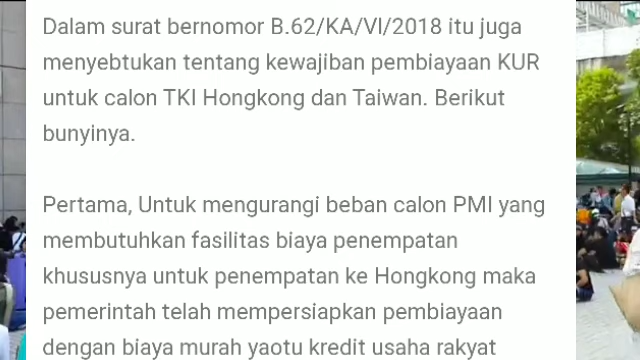 Dalam surat bernomor B.62/KA/VI/2018 itu juga
menyebtukan tentang kewajiban pembiayaan KUR
untuk calon TKI Hongkong dan Taiwan. Berikut
bunyinya.
Pertama, Untuk mengurangi beban calon PMI yang
membutuhkan fasilitas biaya penempatan
khususnya untuk penempatan ke Hongkong maka
pemerintah telah mempersiapkan pembiayaan
dengan biaya murah yaotu kredit usaha rakyat